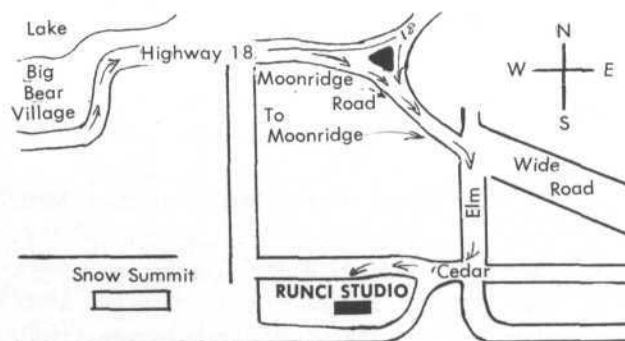 Lake
Highway 18
18
N
W E
S
Big
Bear
Village
Moonridge
Road
To
Moonridge
Wide
Road
Elm
Snow Summit
Cedar
RUNCI STUDIO